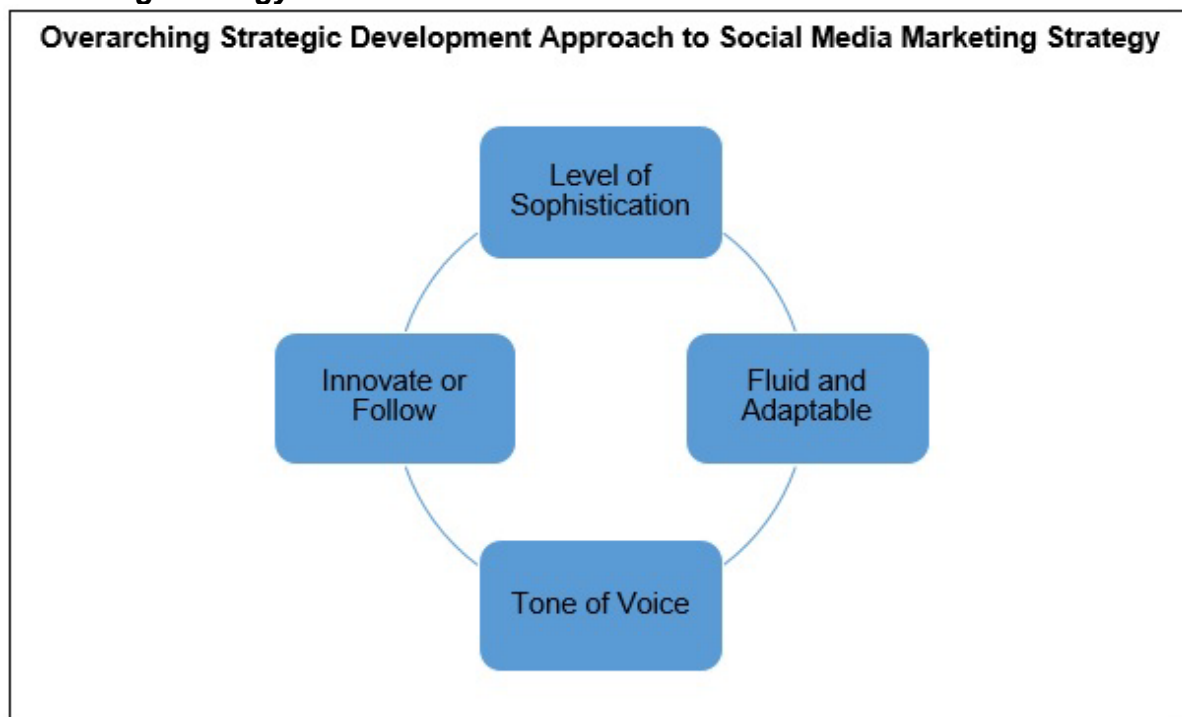 Overarching Strategic Development Approach to Social Media Marketing Strategy
Level of
Sophistication
Innovate or
Follow
Fluid and
Adaptable
Tone of Voice